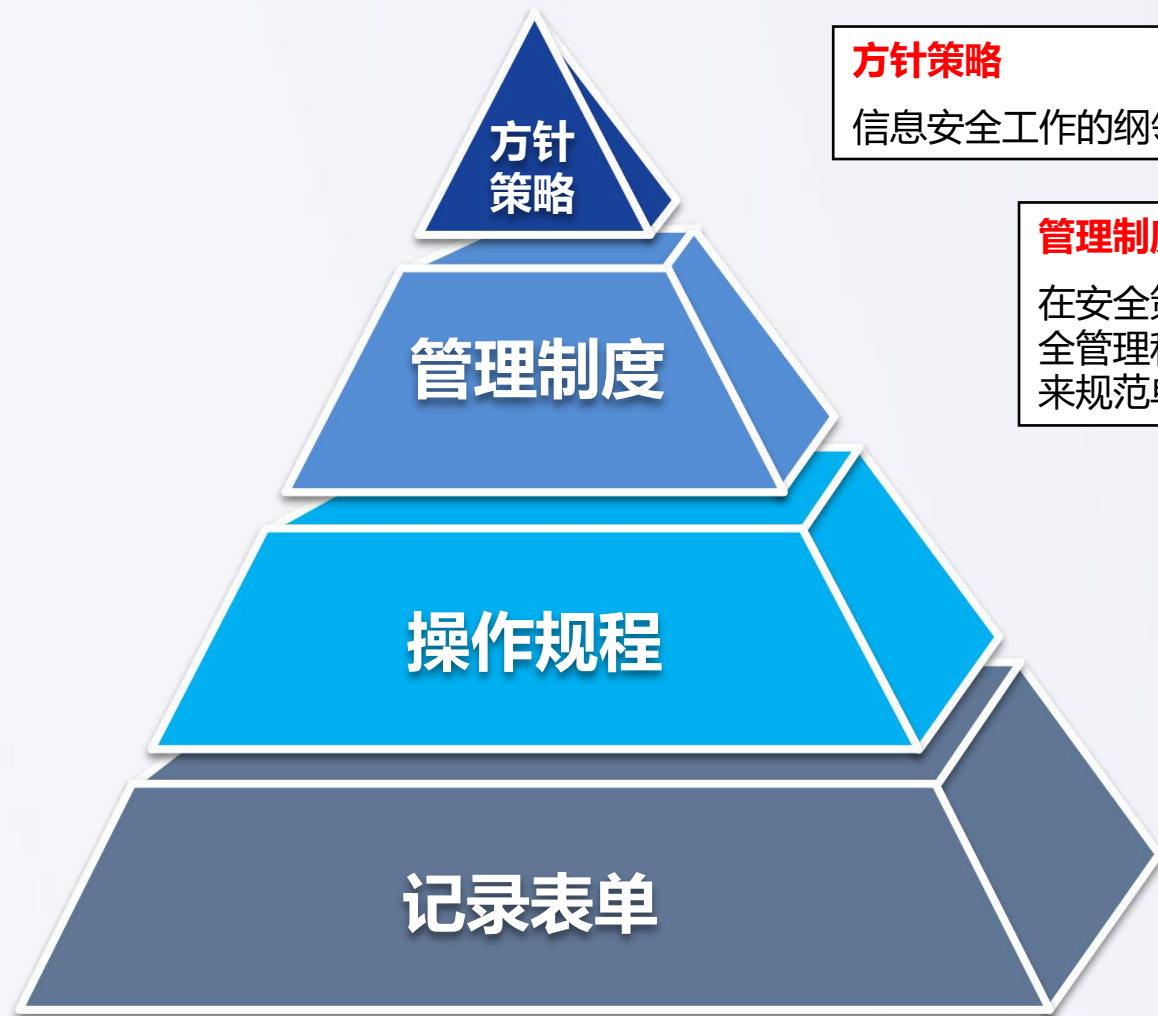 方针
策略
管理制度
操作规程
记录表单
方针策略
信息安全工作的纲
管理制
在安全
全管理
来规范